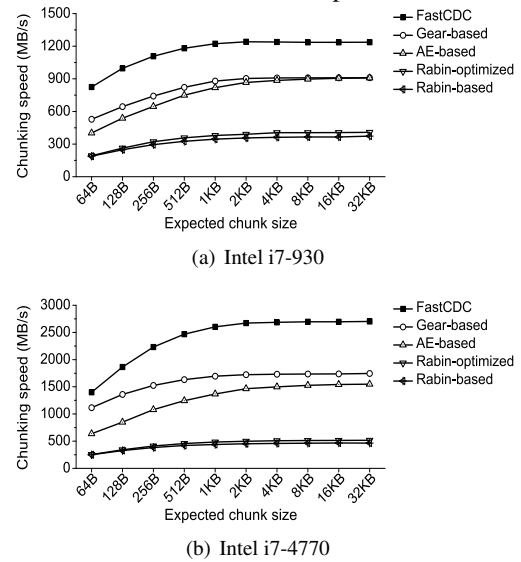 1500
1200
900
600
300
0
Chunking speed (MB/s)
64B
128B
256B
512B
1KB
2KB
4KB
8KB
16KB
32KB
Expected chunk size
FastCDC
Gear-based
AE-based
Rabin-optimized
Rabin-based
(a) Intel i7-930
3000
2500
2000
1500
1000
500
0
Chunking speed (MB/s)
64B
128B
256B
512B
1KB
2KB
4KB
8KB
16KB
32KB
Expected chunk size
FastCDC
Gear-based
AE-based
Rabin-optimized
Rabin-based
(b) Intel i7-4770